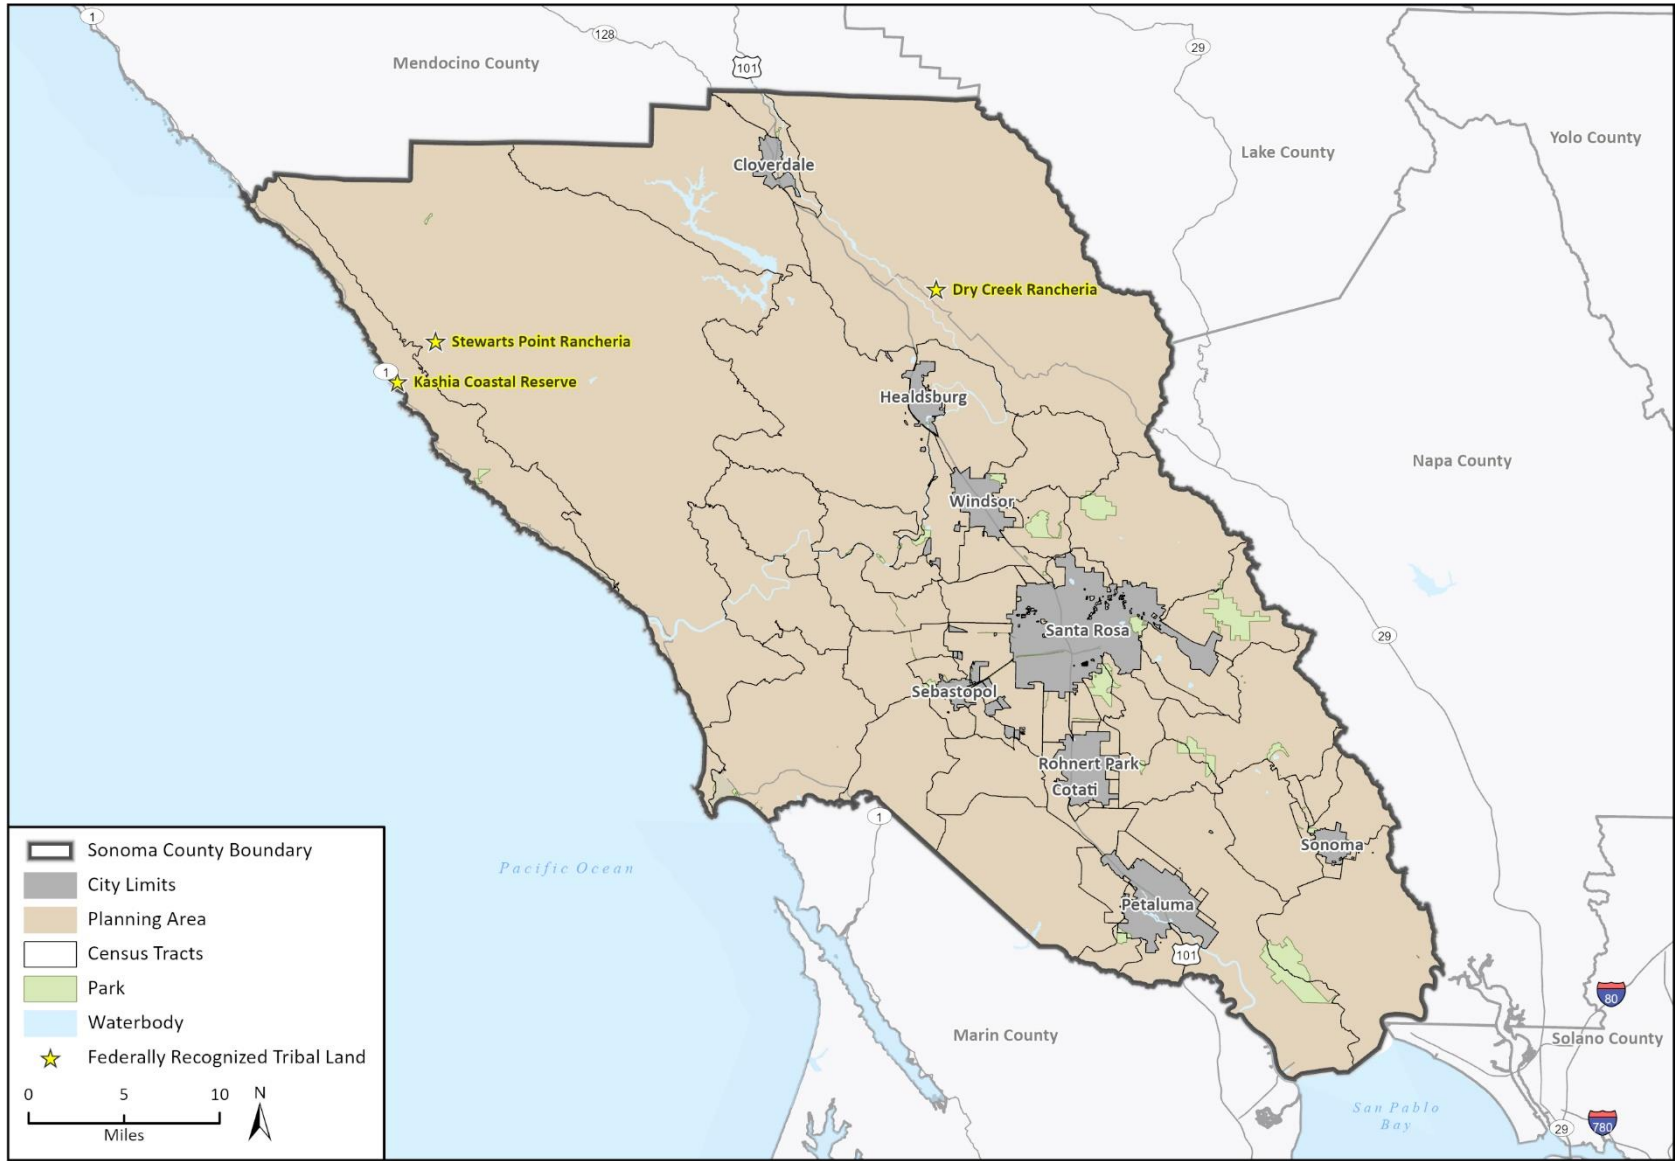 1
128
101
29
Mendocino County
Lake County
Yolo County
Cloverdale
Dry Creek Rancheria
Stewarts Point Rancheria
1
Kashia Coastal Reserve
Healdsburg
Napa County
Windsor
Santa Rosa
29
Sebastopol
Rohnert Park
Cotati
1
Sonoma
Pacific Ocean
Petaluma
101
Marin County
80
Solano County
San Pablo
Bay
29
780
Sonoma County Boundary
City Limits
Planning Area
Census Tracts
Park
Waterbody
Federally Recognized Tribal Land
0 5 10
Miles
N